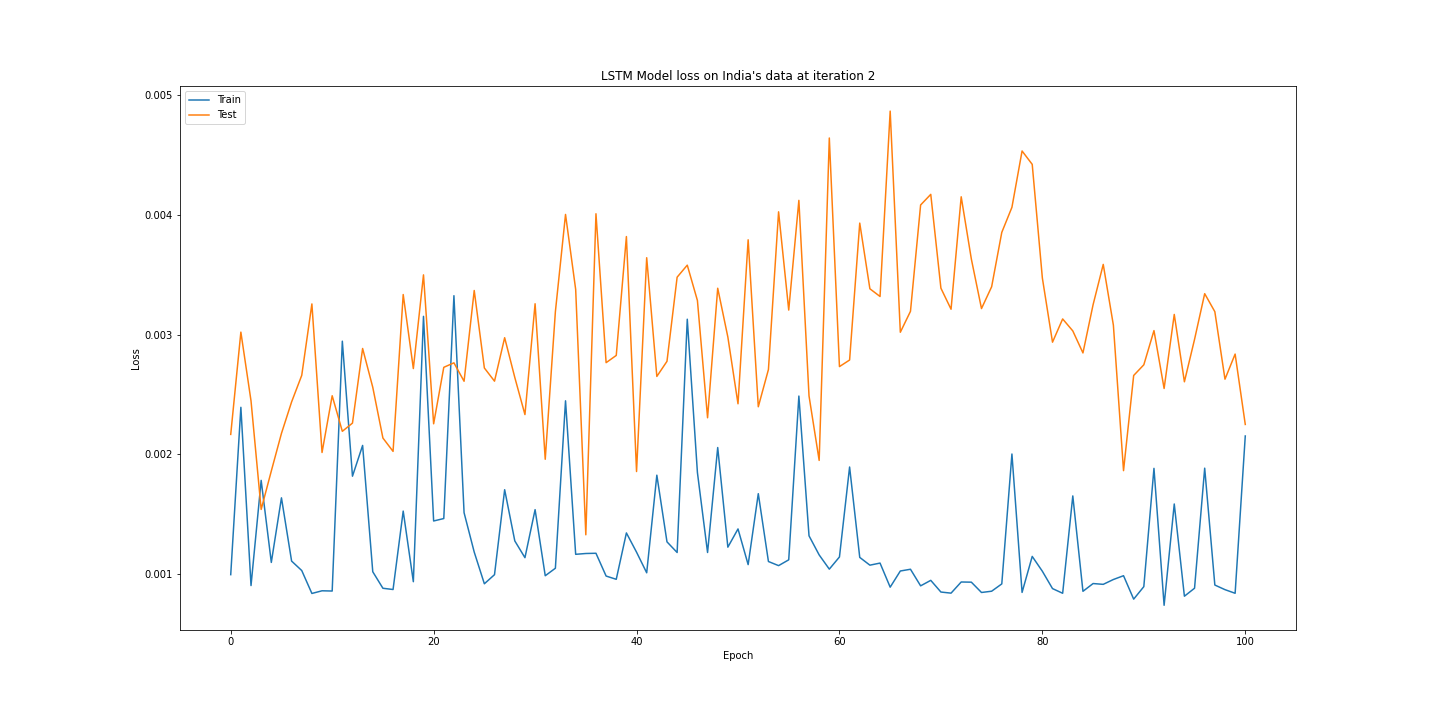 LSTM Model loss on India's data at iteration 2
Train
Test
0.005
0.004
0.003
0.002
0.001
Loss
0 20 40 60 80 100
Epoch